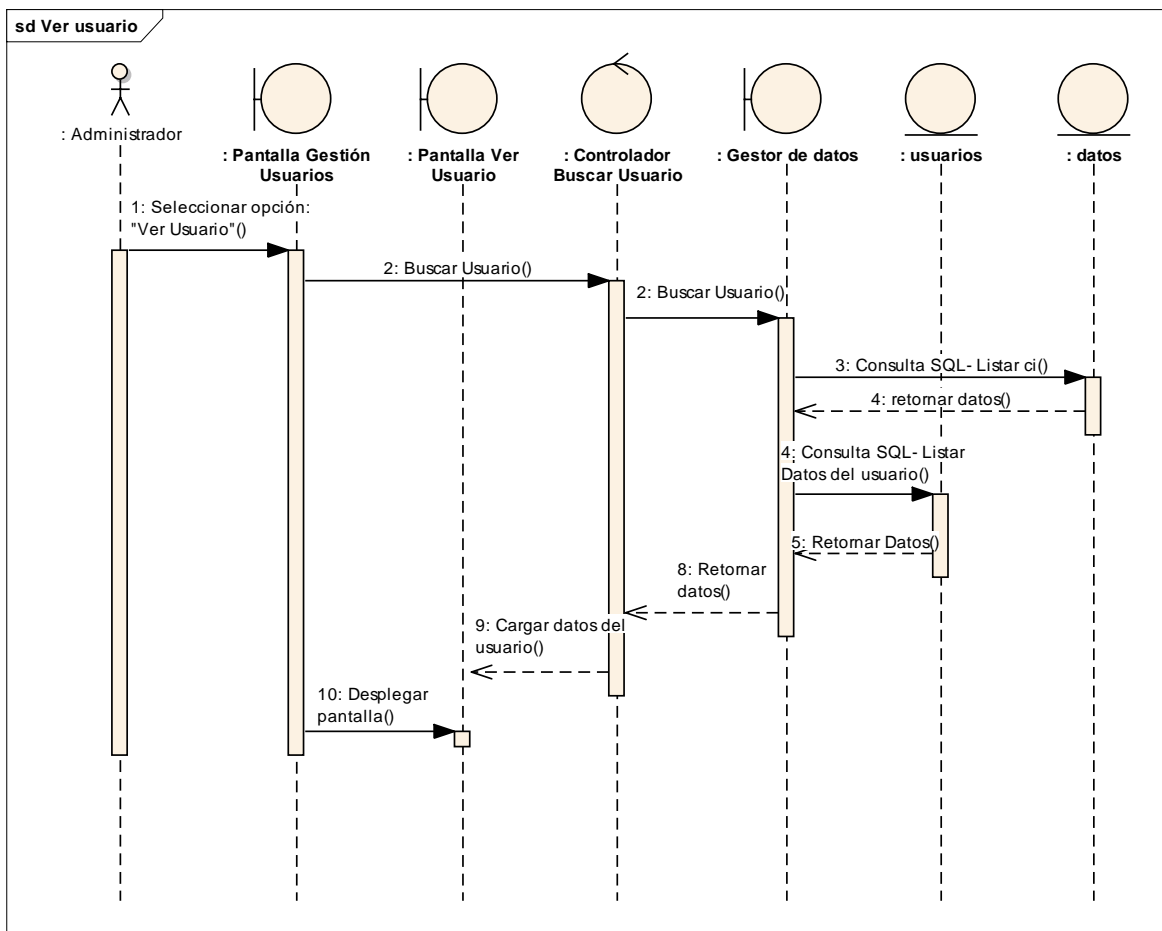 sd Ver usuario
: Administrador
: Pantalla Gestión
Usuarios
: Pantalla Ver
Usuario
: Controlador
Buscar Usuario
: Gestor de datos
: usuarios
: datos
1: Seleccionar opción:
"Ver Usuario"()
2: Buscar Usuario()
2: Buscar Usuario()
3: Consulta SQL- Listar ci()
4: retornar datos()
4: Consulta SQL- Listar
Datos del usuario()
5: Retornar Datos()
8: Retornar
datos()
9: Cargar datos del
usuario()
10: Desplegar
pantalla()